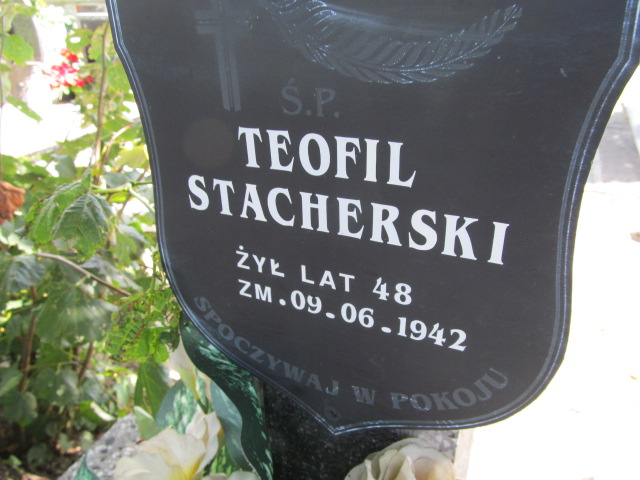 Ś.P.
TEOFIL
STACHERSKI
ŻYŁ LAT 48
ZM.09.06.1942
SPOCZYWAJ W POKOJU